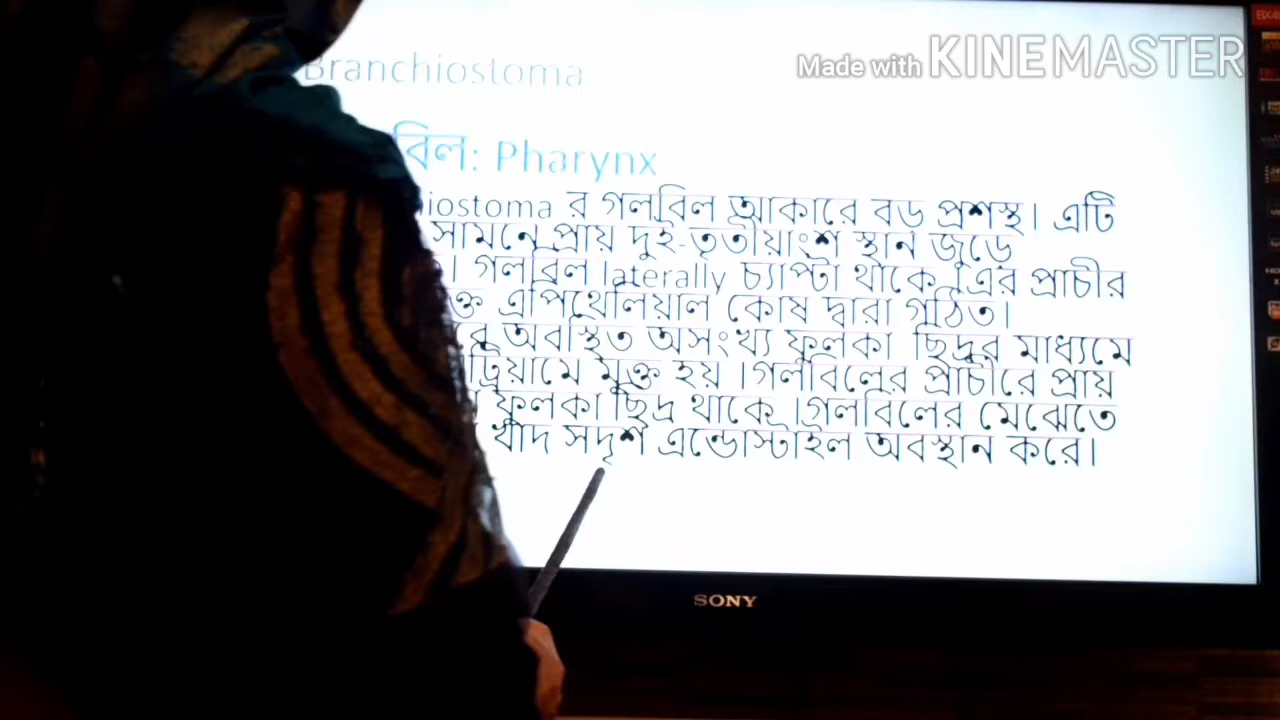 Branchiostoma
Made with KINEMASTER
বিল: Pharynx
iostoma র গলবিল আকারে বড় প্রশস্থ। এটি
সামনে প্রায় দুই-তৃতীয়াংশ স্থান জুড়ে
। গলবিল laterally চ্যাপ্টা থাকে ।এর প্রাচীর
ক্ত এপিথেলিয়াল কোষ দ্বারা গঠিত।
রে অবস্থিত অসংখ্য ফুলকা ছিদ্রর মাধ্যমে
ট্রিয়ামে মুক্ত হয় ।গলবিলের প্রাচীরে প্রায়
ফুলকা ছিদ্র থাকে ।গলবিলের মেঝেতে
খাদ সদৃশ এন্ডোস্টাইল অবস্থান করে।
SONY